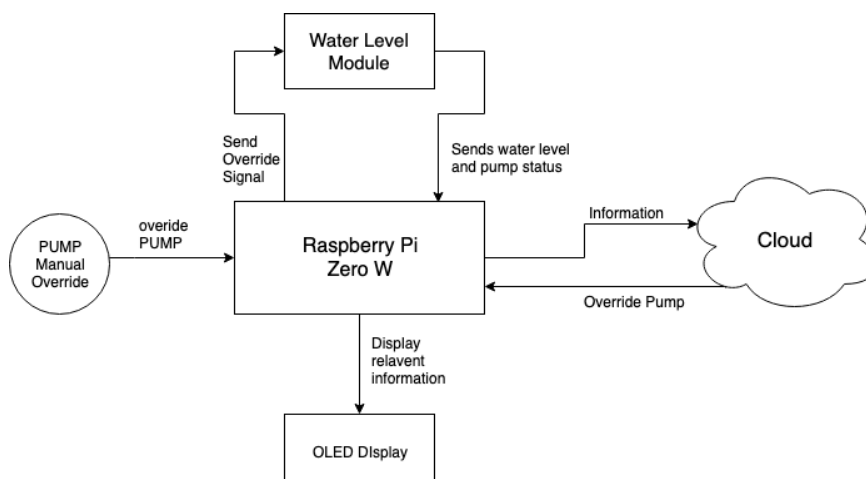 Water Level
Module
Send
Override
Signal
Sends water level
and pump status
PUMP
Manual
Override
overide
PUMP
Raspberry Pi
Zero W
Information
Cloud
Override Pump
Display
relavent
information
OLED DIsplay